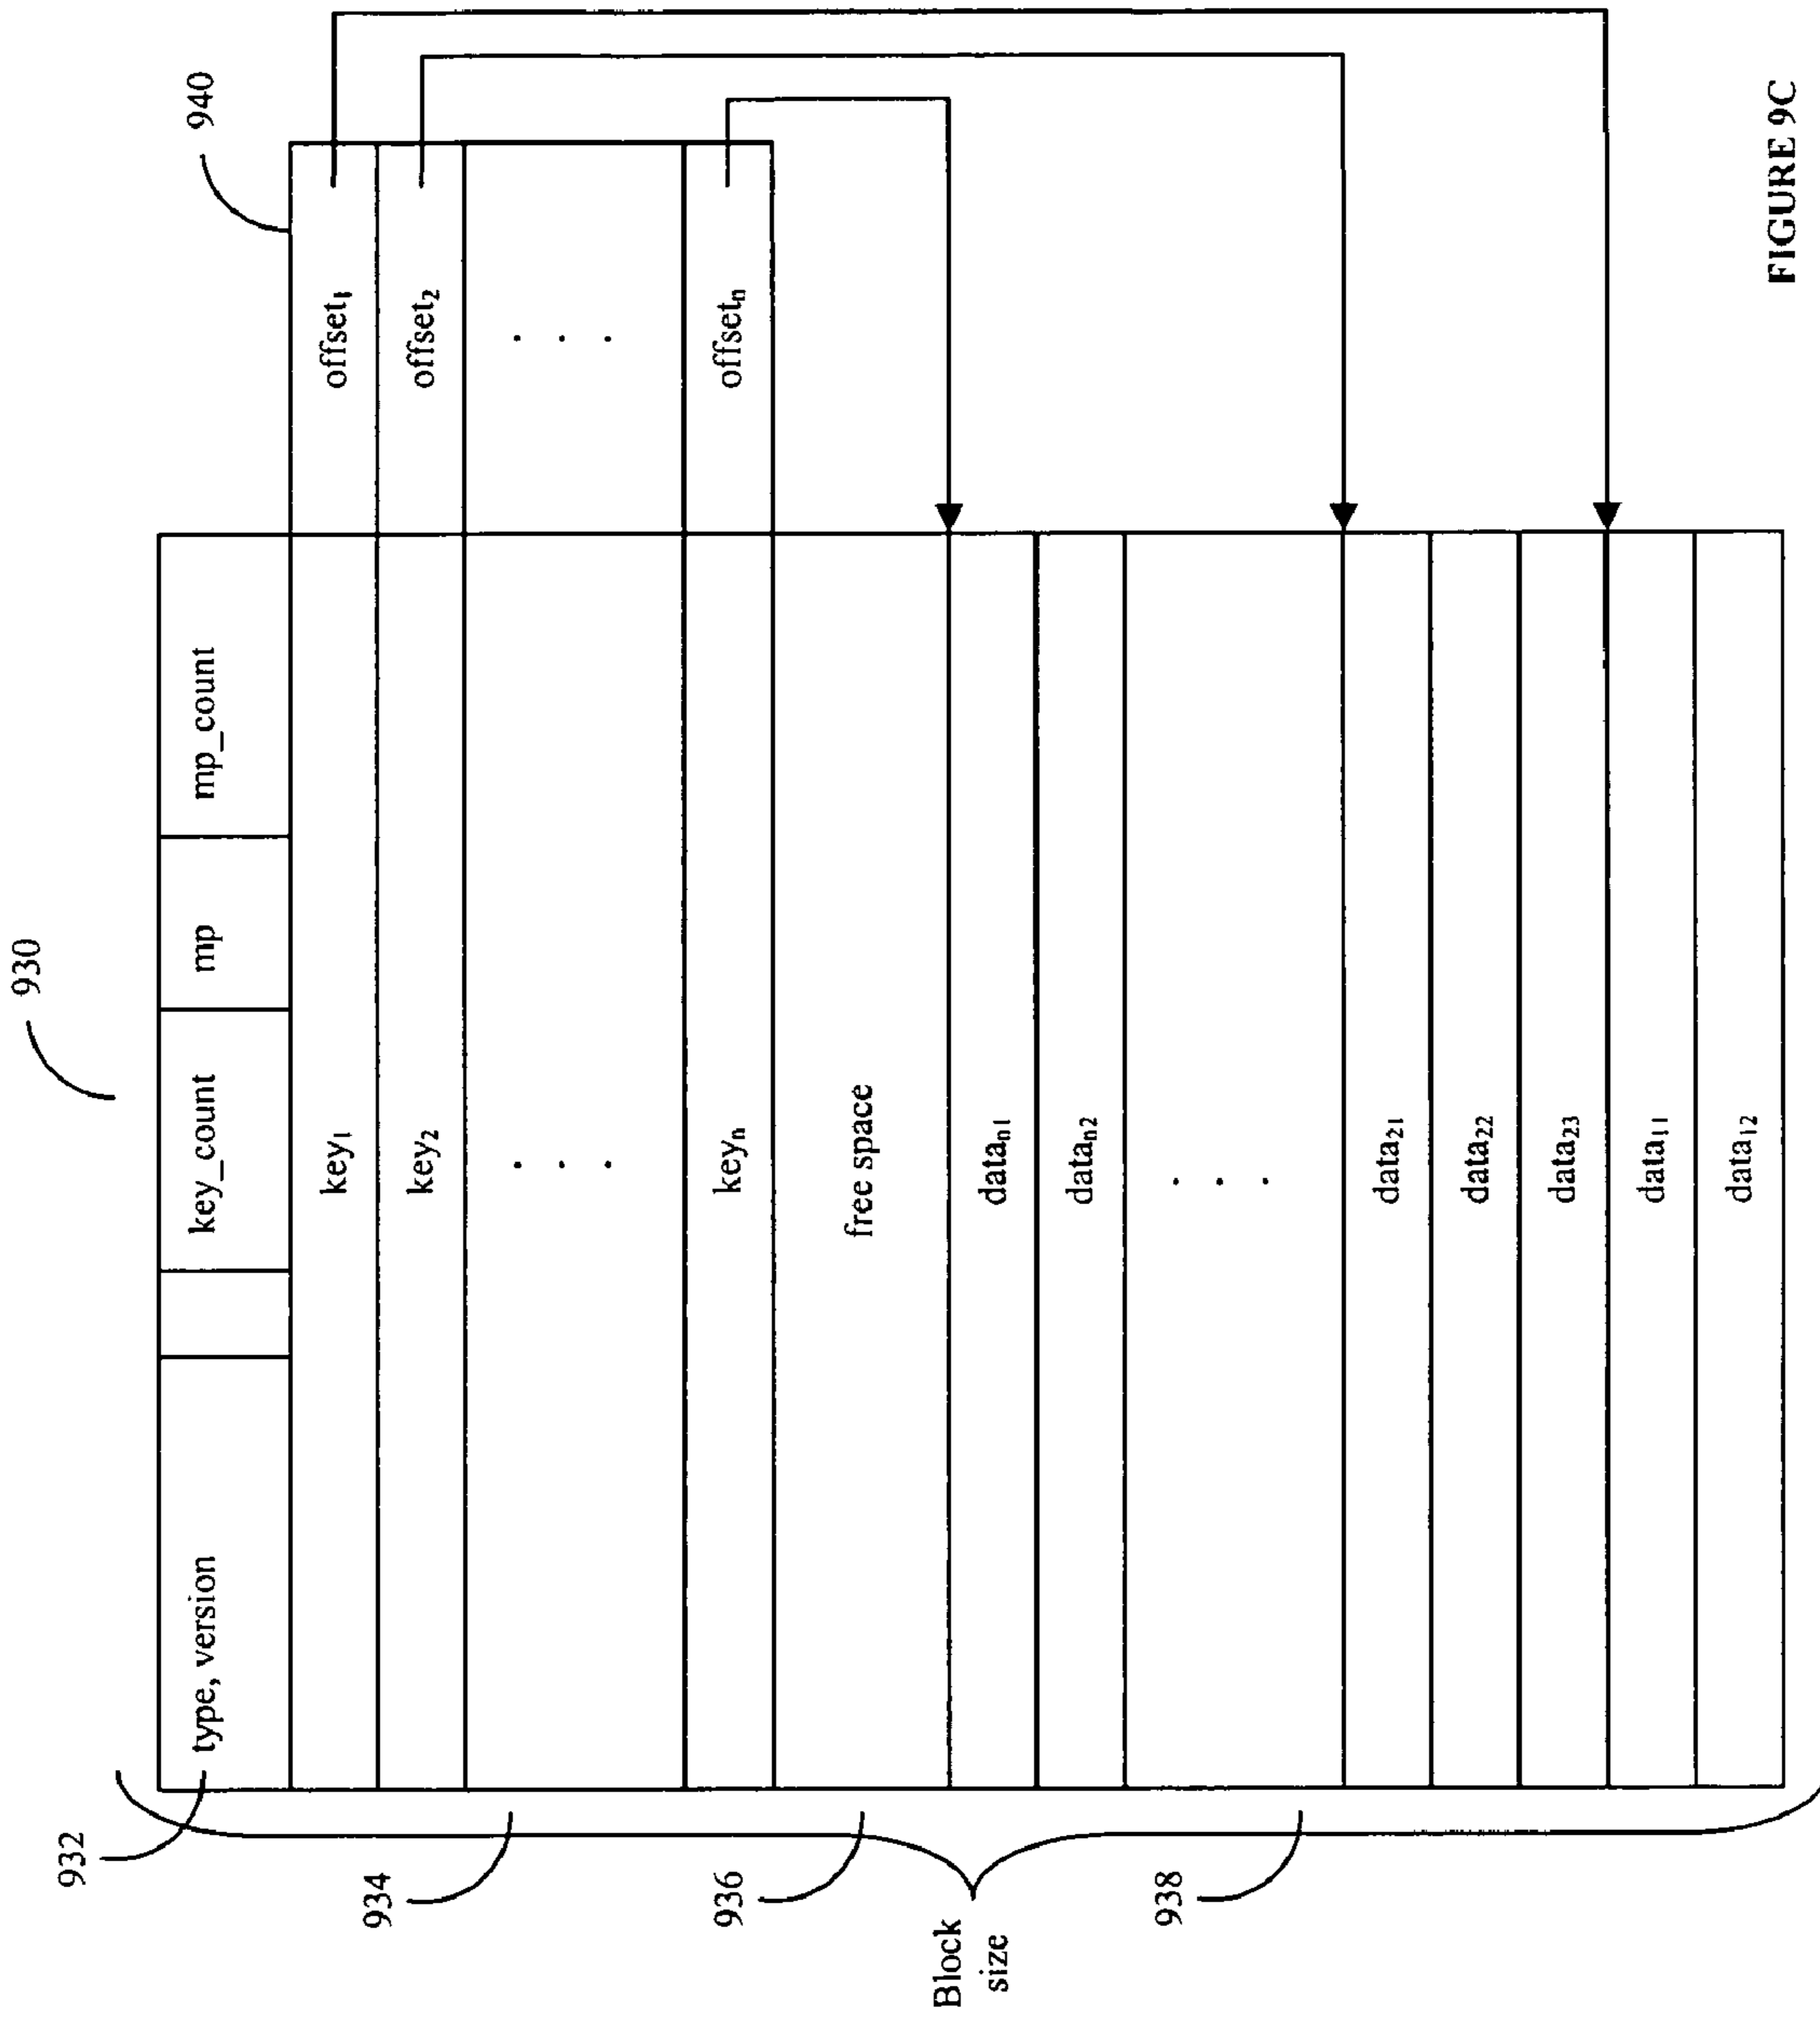 930
932
type, version
key_count
mp
mp_count
940
934
key₁
offset₁
key₂
offset₂
. . .
. . .
keyₙ
offsetₙ
936
free space
Block
size
938
dataₙ₁
dataₙ₂
. . .
data₂₁
data₂₂
data₂₃
data₁₁
data₁₂
FIGURE 9C